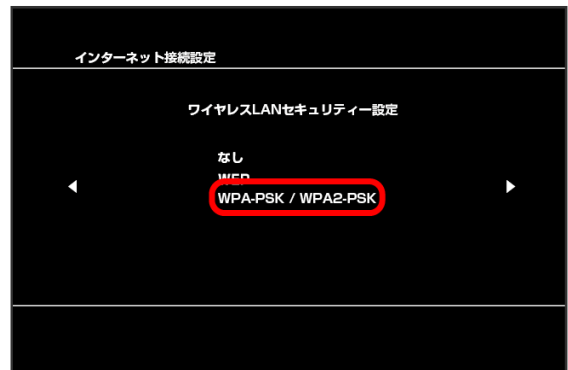 インターネット接続設定
ワイヤレスLANセキュリティー設定
なし
WEP
WPA-PSK / WPA2-PSK